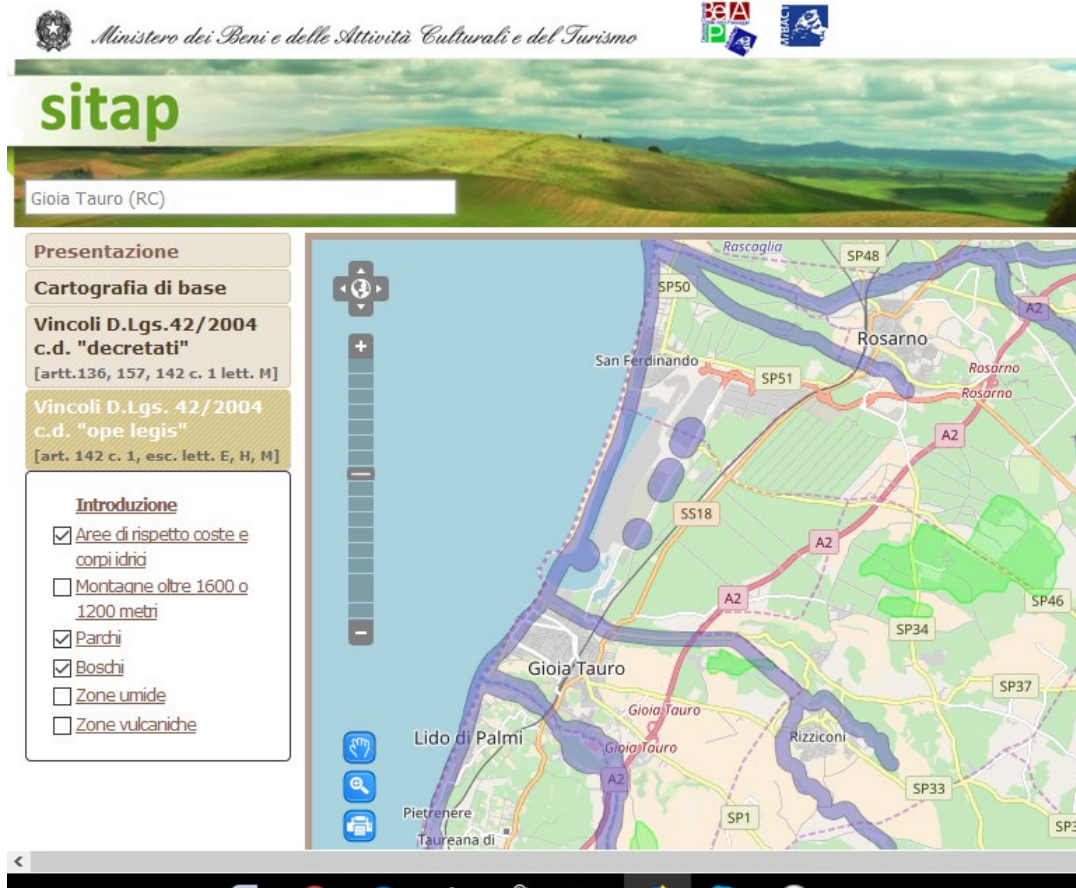 Ministero dei Beni e delle Attività Culturali e del Turismo
MiBACT
sitap
Gioia Tauro (RC)
Presentazione
Cartografia di base
Vincoli D.Lgs.42/2004
c.d. "decretati"
[artt.136, 157, 142 c. 1 lett. M]
Vincoli D.Lgs. 42/2004
c.d. "ope legis"
[art. 142 c. 1, esc. lett. E, H, M]
Introduzione
Aree di rispetto coste e
corpi idrici
Montagne oltre 1600 o
1200 metri
Parchi
Boschi
Zone umide
Zone vulcaniche
Rascaglia
SP48
SP50
A2
Rosarno
San Ferdinando
SP51
Rosarno
Rosarno
A2
SS18
A2
A2
SP46
SP34
Gioia Tauro
SP37
Gioia Tauro
Lido di Palmi
Rizziconi
Gioia Tauro
A2
SP33
Pietrenere
SP1
Taureana di